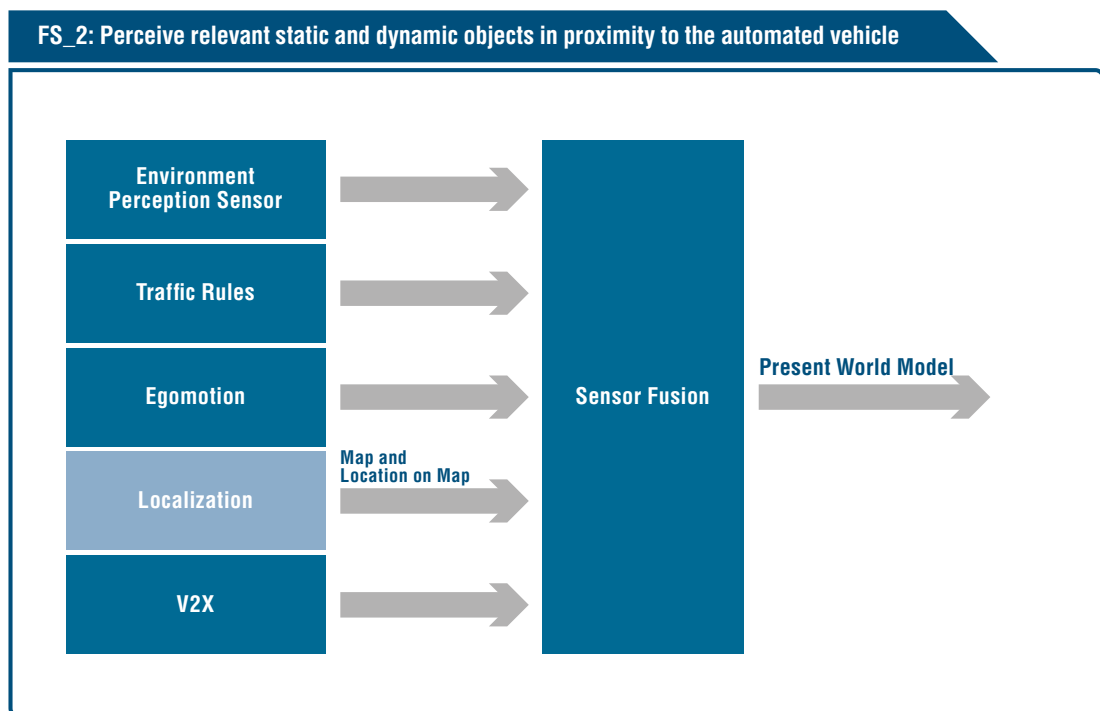 FS_2: Perceive relevant static and dynamic objects in proximity to the automated vehicle
Environment
Perception Sensor
Traffic Rules
Egomotion
Map and
Location on Map
Localization
V2X
Sensor Fusion
Present World Model